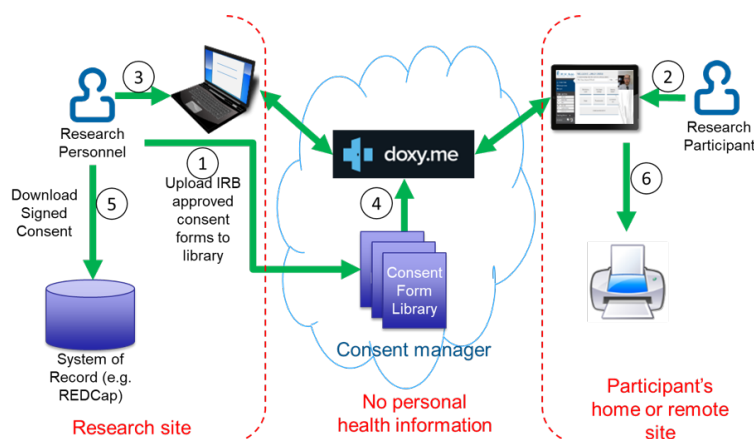 3
2
Research
Personnel
Research
Participant
doxy.me
1
Upload IRB
approved
consent
forms to
library
Download
Signed
Consent
5
4
6
Consent
Form
Library
Consent manager
System of
Record (e.g.
REDCap)
Research site
No personal
health information
Participant's
home or remote
site